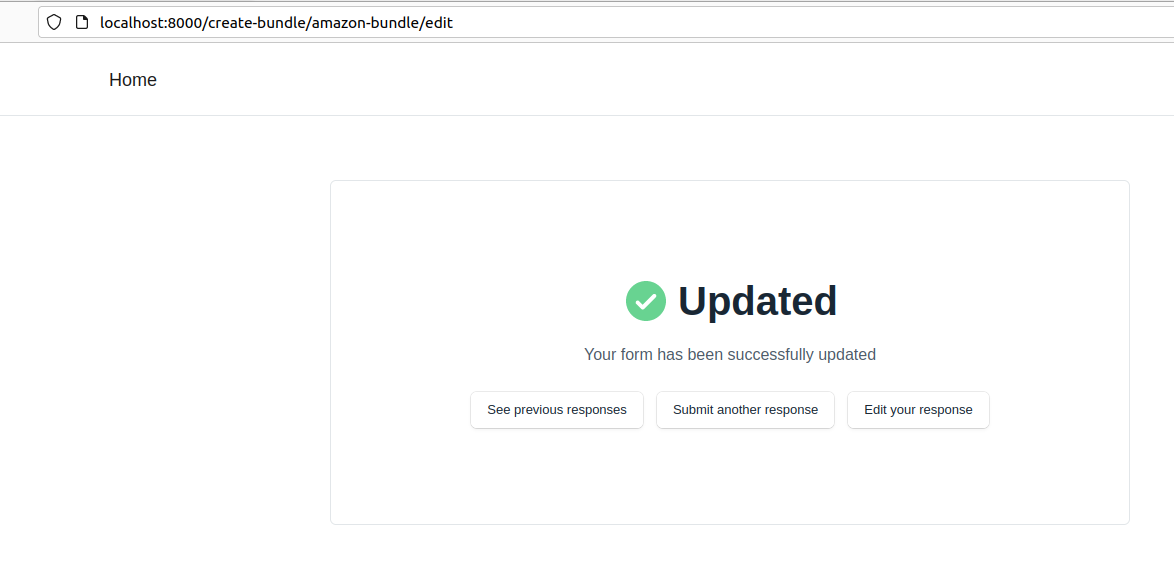 localhost:8000/create-bundle/amazon-bundle/edit
Home
Updated
Your form has been successfully updated
See previous responses
Submit another response
Edit your response